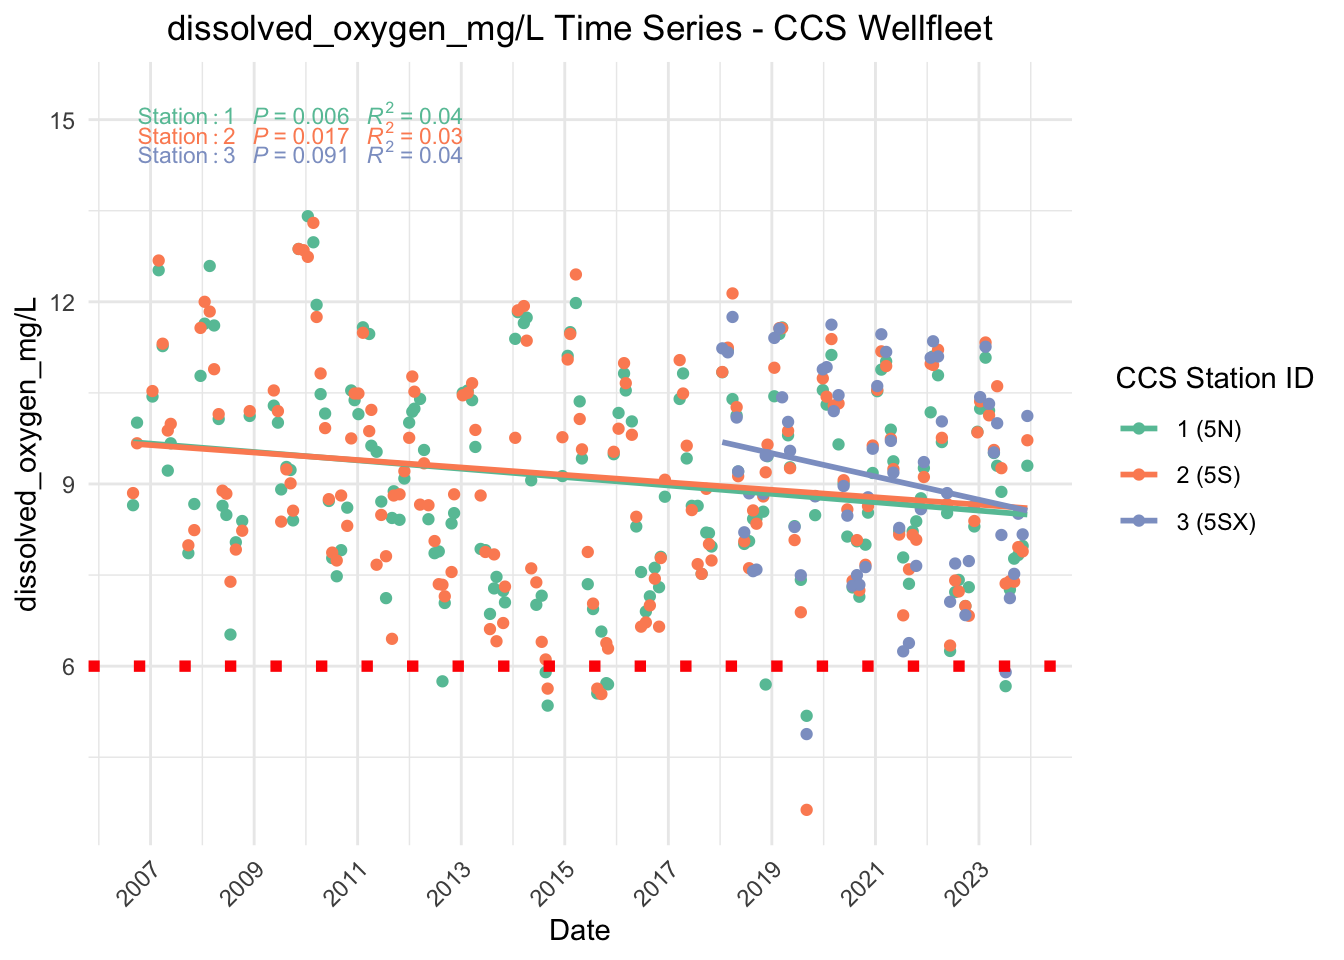 dissolved_oxygen_mg/L Time Series - CCS Wellfleet
Station : 1 P = 0.006 R² = 0.04
Station : 2 P = 0.017 R² = 0.03
Station : 3 P = 0.091 R² = 0.04
15
12
9
6
dissolved_oxygen_mg/L
2007 2009 2011 2013 2015 2017 2019 2021 2023
Date
CCS Station ID
1 (5N)
2 (5S)
3 (5SX)